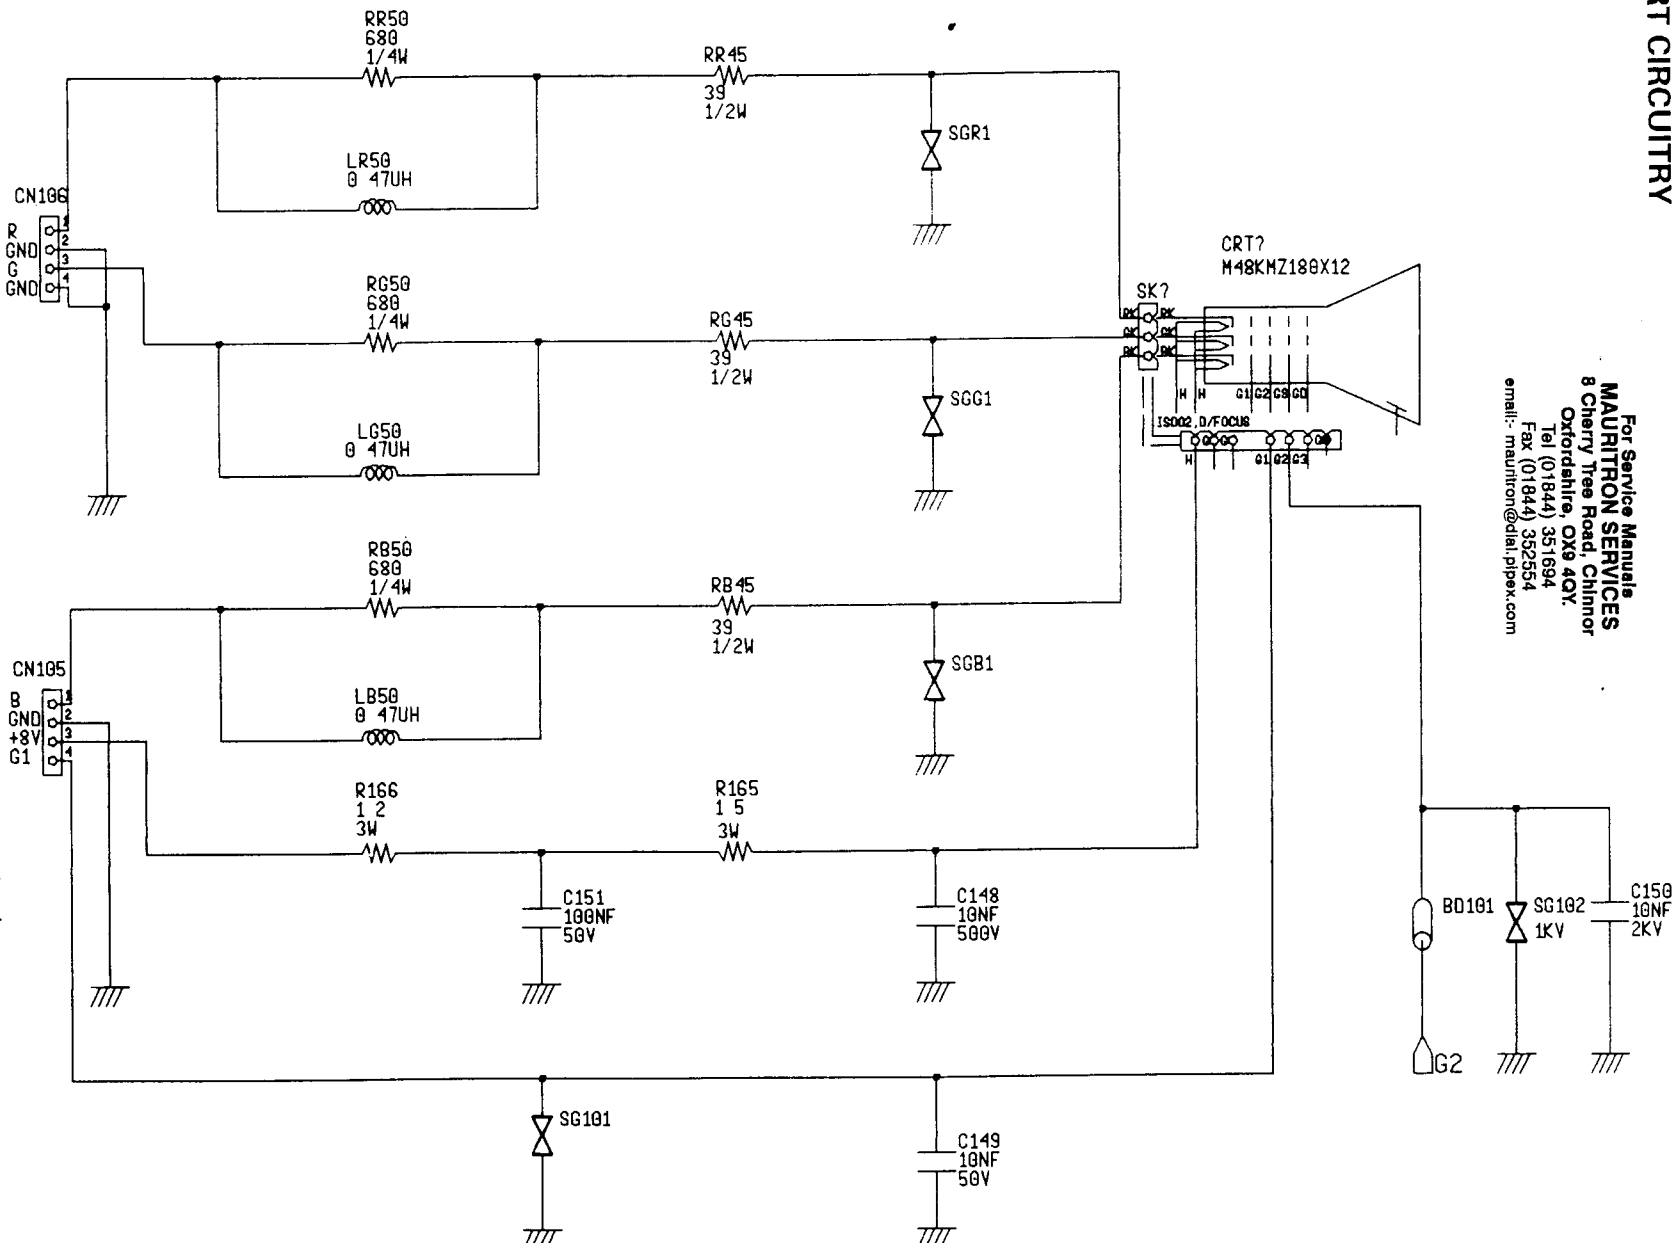 RT CIRCUITRY
RR50
680
1/4W
RR45
39
1/2W
SGR1
LR50
0 47UH
CN106
R
GND
G
GND
1
2
3
4
RG50
680
1/4W
RG45
39
1/2W
SGG1
LG50
0 47UH
CRT?
M48KMZ180X12
SK?
RK RK
GK GK
BK BK
H H G1 G2 G3 GD
ISO02,D/FOCUS
H G1 G2 G3
For Service Manuals
MAURITRON SERVICES
8 Cherry Tree Road, Chinnor
Oxfordshire, OX9 4QY.
Tel (01844) 351694
Fax (01844) 352554
email:- mauritron@dial.pipex.com
RB50
680
1/4W
RB45
39
1/2W
SGB1
LB50
0 47UH
CN105
B
GND
+8V
G1
1
2
3
4
R166
1 2
3W
R165
1 5
3W
C151
100NF
50V
C148
10NF
500V
BD101
SG102
1KV
C150
10NF
2KV
G2
SG101
C149
10NF
50V